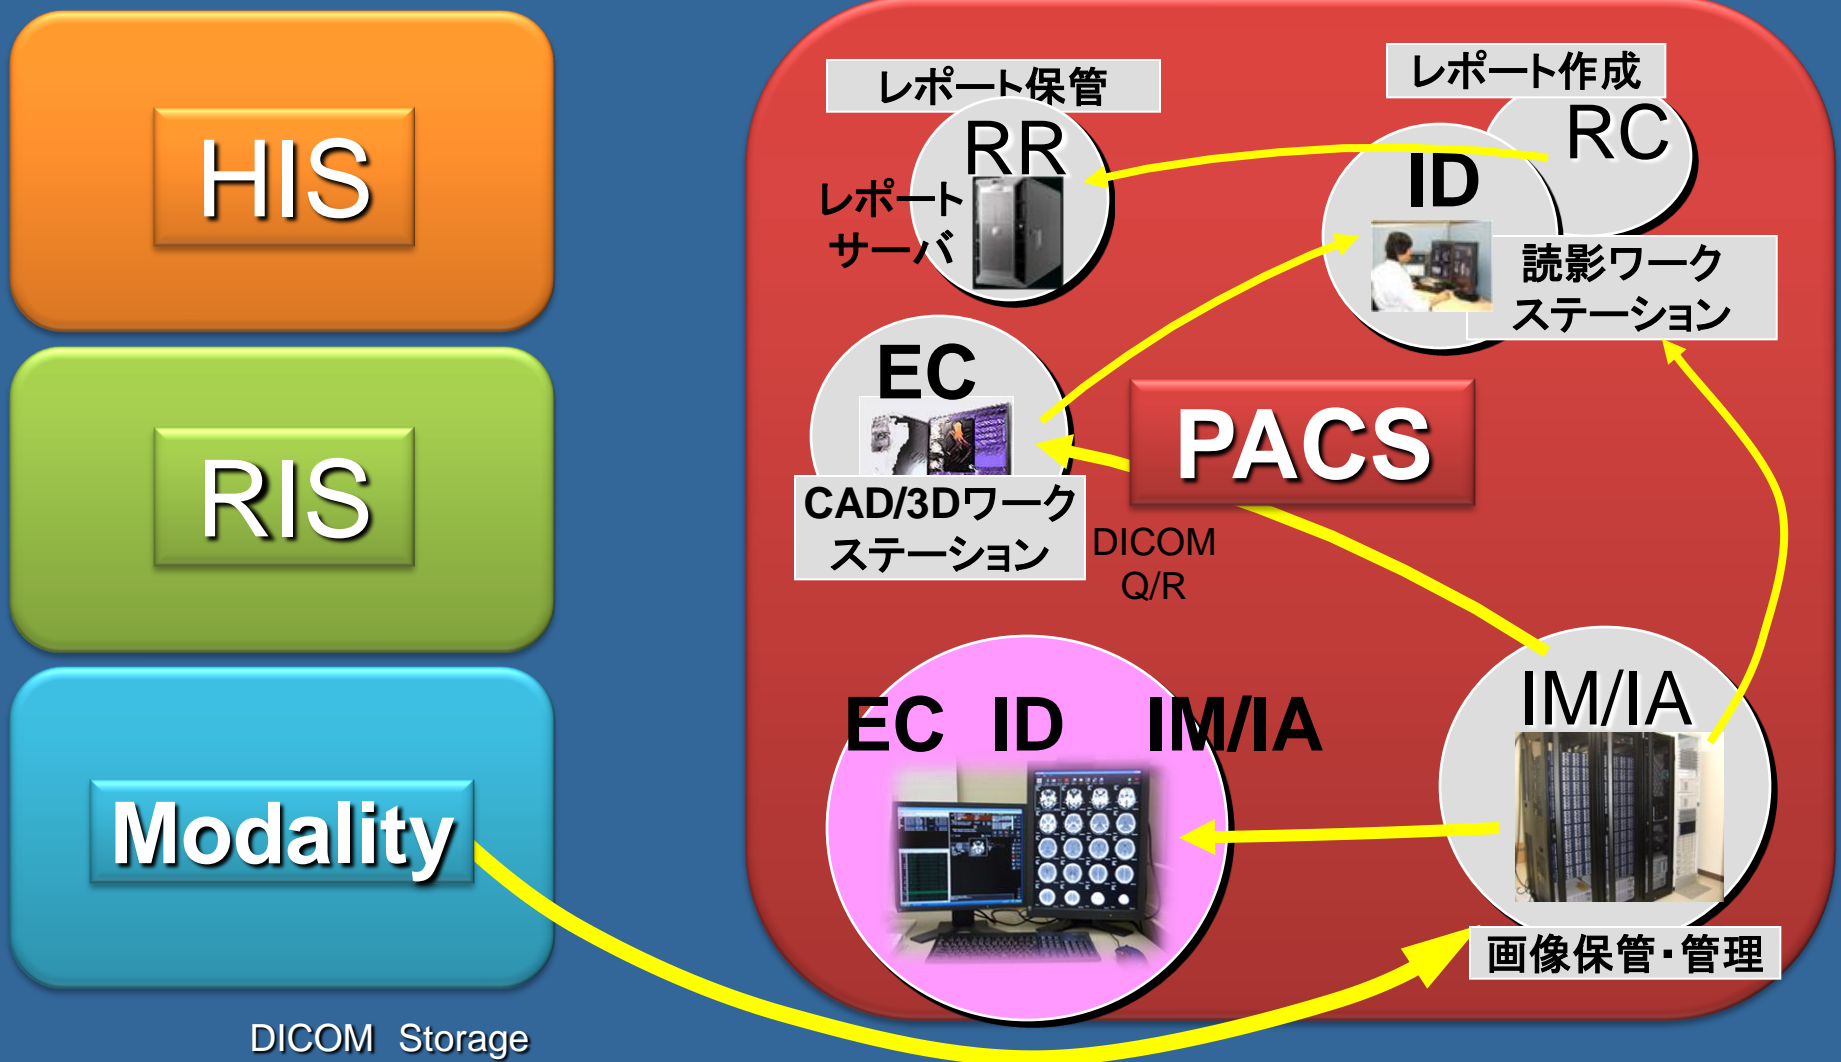 HIS
RIS
Modality
DICOM Storage
レポート保管
RR
レポート
サーバ
レポート作成
RC
ID
読影ワーク
ステーション
EC
CAD/3Dワーク
ステーション
PACS
DICOM
Q/R
EC ID IM/IA
IM/IA
画像保管・管理